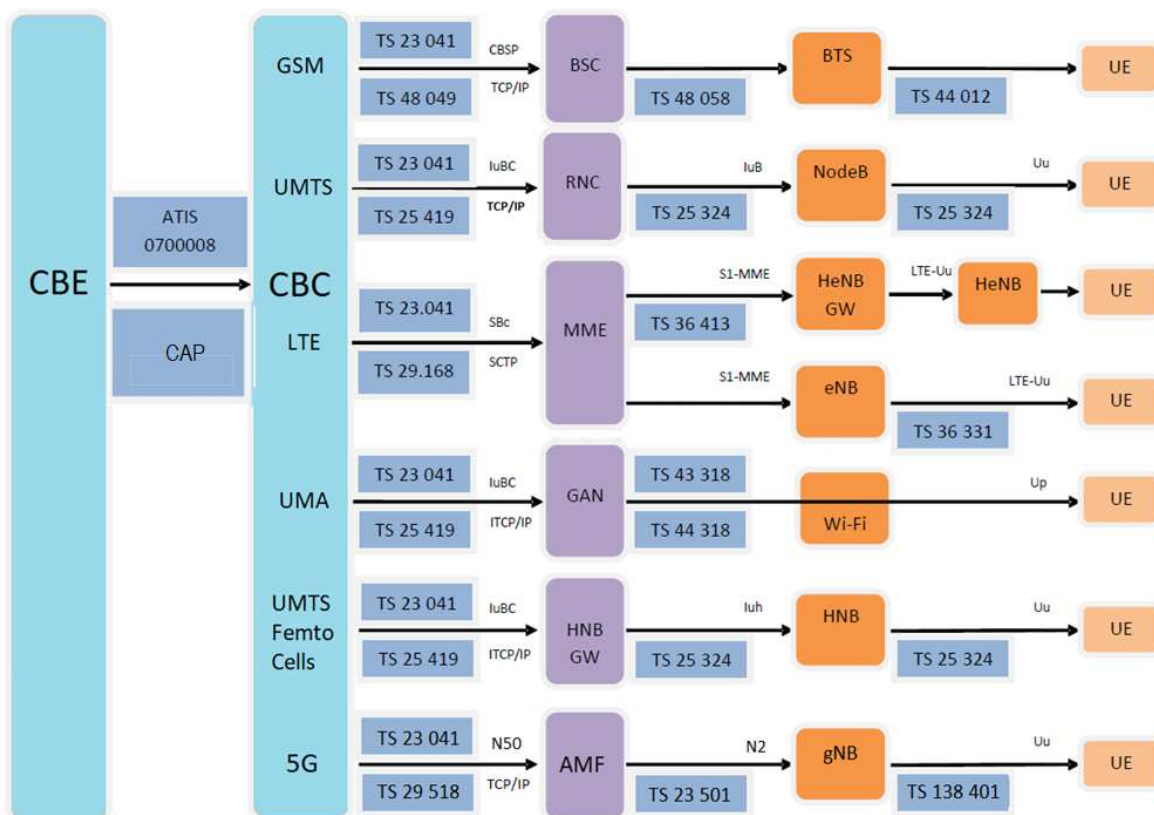 CBE
ATIS
0700008
CAP
CBC
GSM
TS 23 041
CBSP
TS 48 049
TCP/IP
BSC
TS 48 058
BTS
TS 44 012
UE
UMTS
TS 23 041
IuBC
TS 25 419
TCP/IP
RNC
IuB
TS 25 324
NodeB
Uu
TS 25 324
UE
LTE
TS 23.041
SBc
TS 29.168
SCTP
MME
S1-MME
TS 36 413
HeNB
GW
LTE-Uu
HeNB
UE
S1-MME
eNB
LTE-Uu
TS 36 331
UE
UMA
TS 23 041
IuBC
TS 25 419
ITCP/IP
GAN
TS 43 318
TS 44 318
Wi-Fi
Up
UE
UMTS
Femto
Cells
TS 23 041
IuBC
TS 25 419
ITCP/IP
HNB
GW
Iuh
TS 25 324
HNB
Uu
TS 25 324
UE
5G
TS 23 041
N50
TS 29 518
TCP/IP
AMF
N2
TS 23 501
gNB
Uu
TS 138 401
UE